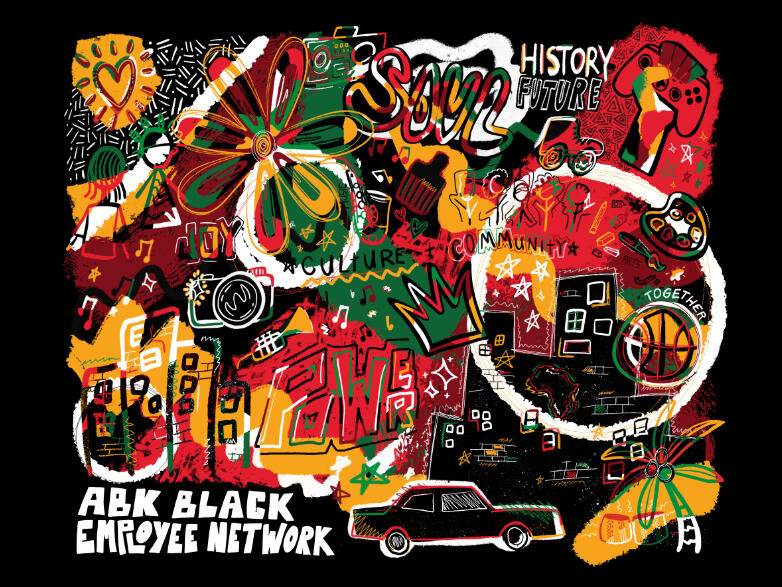 SOUL
HISTORY
FUTURE
JOY
CULTURE
COMMUNITY
TOGETHER
POWER
ABK BLACK
EMPLOYEE NETWORK